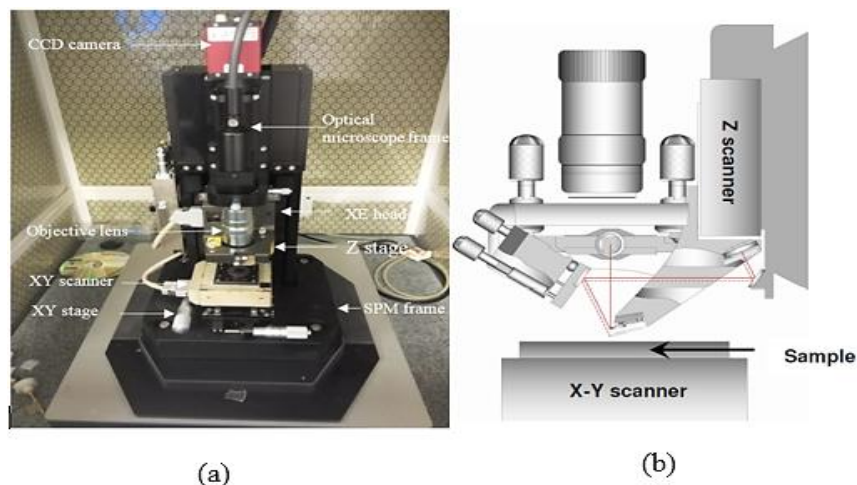 CCD camera
Optical
microscope frame
XE head
Objective lens
Z stage
XY scanner
XY stage
SPM frame
(a)
Z scanner
Sample
X-Y scanner
(b)